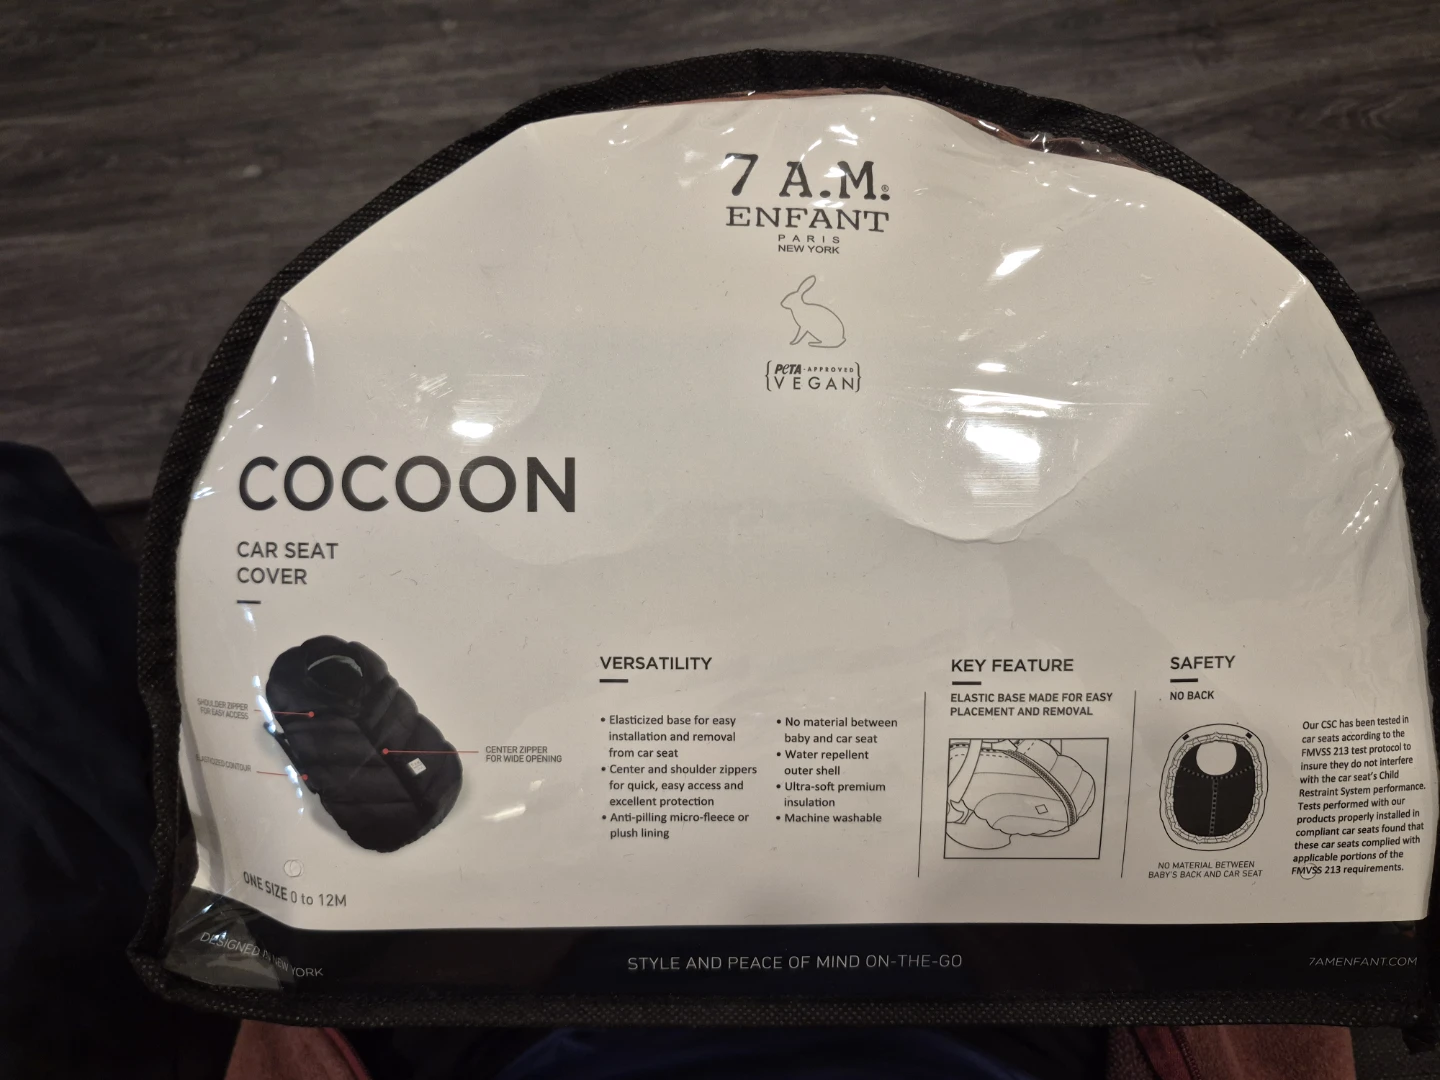 7 A.M.®
ENFANT
PARIS
NEW YORK
PETA-APPROVED
VEGAN
COCOON
CAR SEAT
COVER
SHOULDER ZIPPER
FOR EASY ACCESS
ELASTICIZED CONTOUR
CENTER ZIPPER
FOR WIDE OPENING
ONE SIZE 0 to 12M
VERSATILITY
• Elasticized base for easy
installation and removal
from car seat
• Center and shoulder zippers
for quick, easy access and
excellent protection
• Anti-pilling micro-fleece or
plush lining
• No material between
baby and car seat
• Water repellent
outer shell
• Ultra-soft premium
insulation
• Machine washable
KEY FEATURE
ELASTIC BASE MADE FOR EASY
PLACEMENT AND REMOVAL
SAFETY
NO BACK
NO MATERIAL BETWEEN
BABY'S BACK AND CAR SEAT
Our CSC has been tested in
car seats according to the
FMVSS 213 test protocol to
insure they do not interfere
with the car seat's Child
Restraint System performance.
Tests performed with our
products properly installed in
compliant car seats found that
these car seats complied with
applicable portions of the
FMVSS 213 requirements.
DESIGNED IN NEW YORK
STYLE AND PEACE OF MIND ON-THE-GO
7AMENFANT.COM